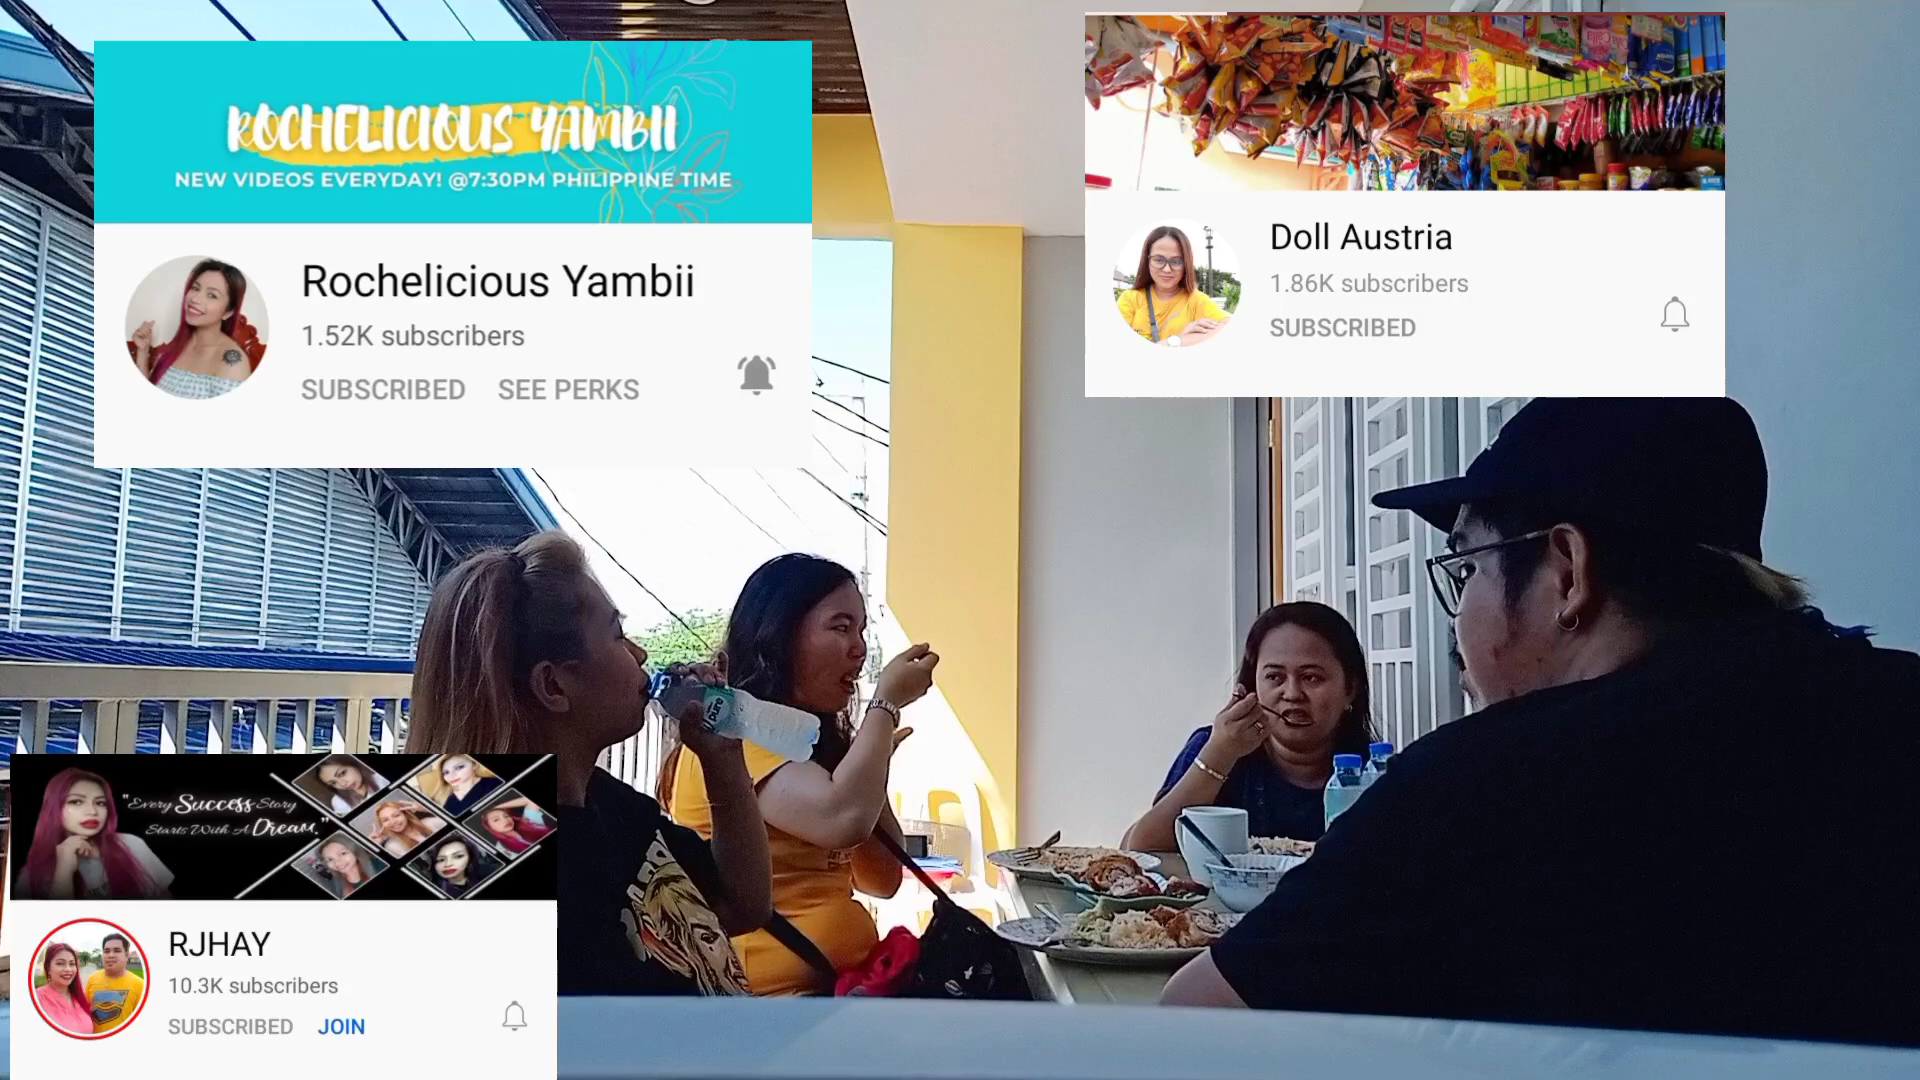 ROCHELICIOUS YAMBII
NEW VIDEOS EVERYDAY! @7:30PM PHILIPPINE TIME
Rochelicious Yambii
1.52K subscribers
SUBSCRIBED SEE PERKS
Doll Austria
1.86K subscribers
SUBSCRIBED
"Every Success Story
Starts With A Dream."
RJHAY
10.3K subscribers
SUBSCRIBED JOIN
pure